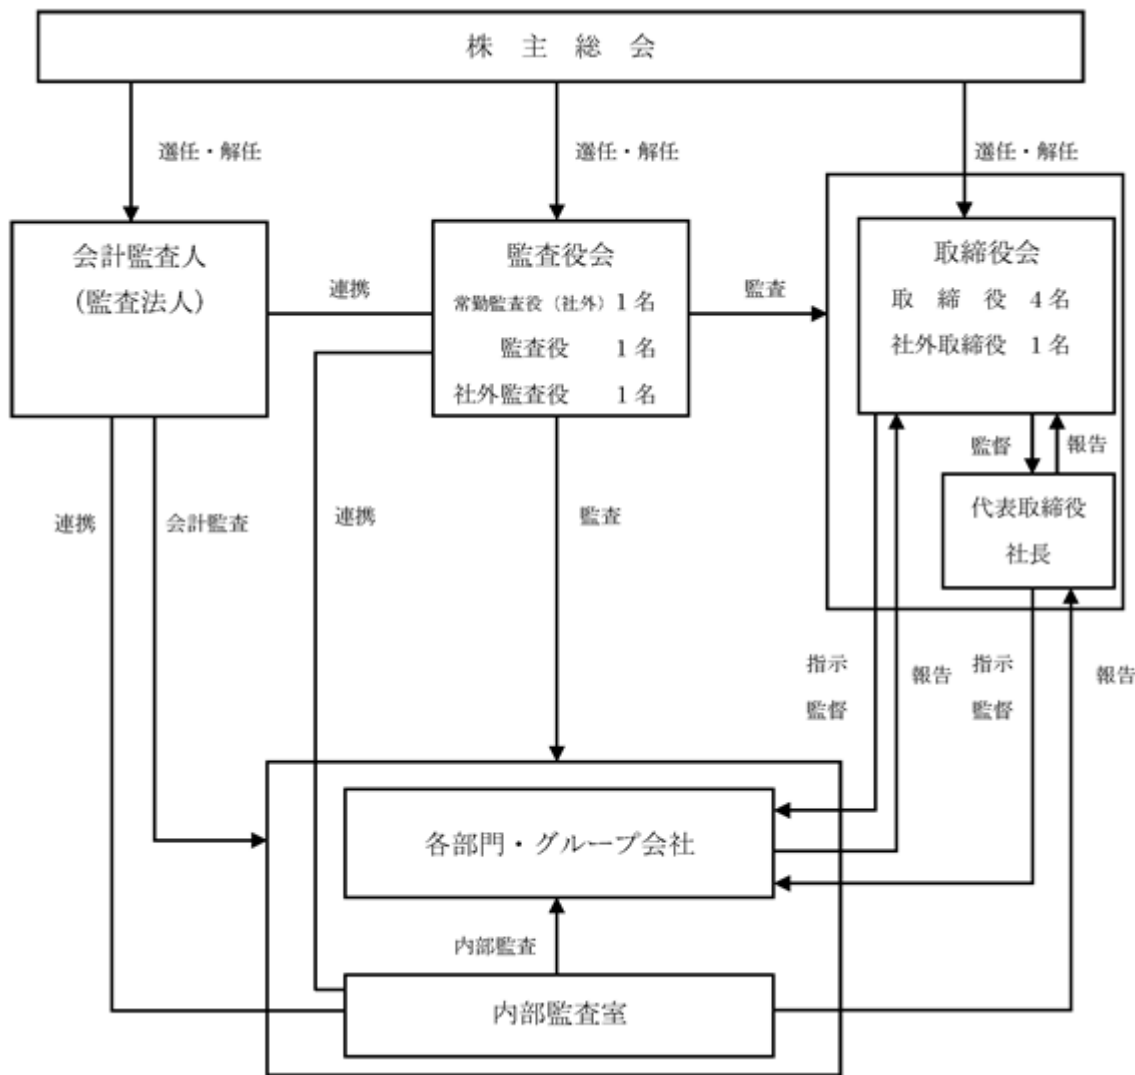 株 主 総 会
選任・解任
選任・解任
選任・解任
会計監査人
(監査法人)
連携
監査役会
常勤監査役（社外）1名
監査役 1名
社外監査役 1名
監査
取締役会
取 締 役 4名
社外取締役 1名
監督
報告
代表取締役
社長
連携
会計監査
連携
監査
指示
監督
報告
指示
監督
報告
各部門・グループ会社
内部監査
内部監査室